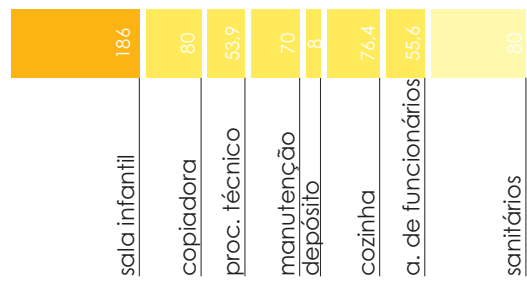 186
80
53,9
70
8
76,4
55,6
80
sala infantil
copiadora
proc. técnico
manutenção
depósito
cozinha
a. de funcionários
sanitários